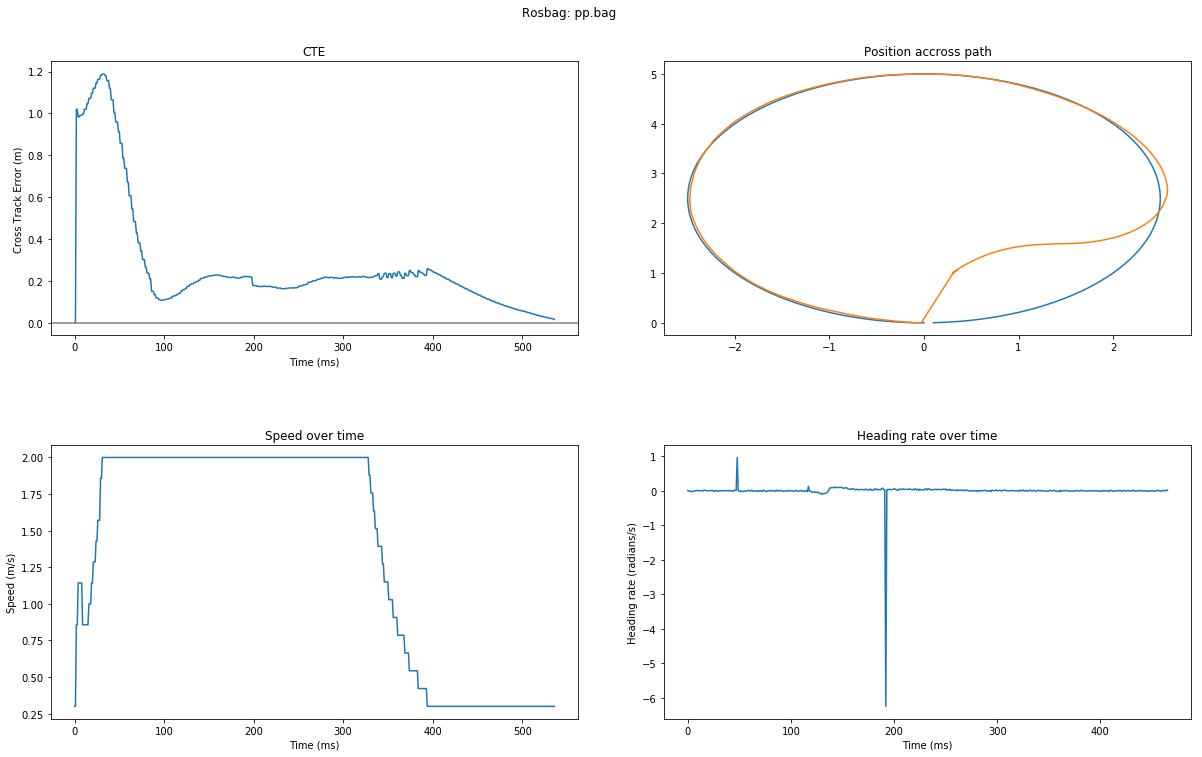 Rosbag: pp.bag
CTE
Cross Track Error (m)
1.2
1.0
0.8
0.6
0.4
0.2
0.0
0 100 200 300 400 500
Time (ms)
Position accross path
5
4
3
2
1
0
−2 −1 0 1 2
Speed over time
Speed (m/s)
2.00
1.75
1.50
1.25
1.00
0.75
0.50
0.25
0 100 200 300 400 500
Time (ms)
Heading rate over time
Heading rate (radians/s)
1
0
−1
−2
−3
−4
−5
−6
0 100 200 300 400
Time (ms)